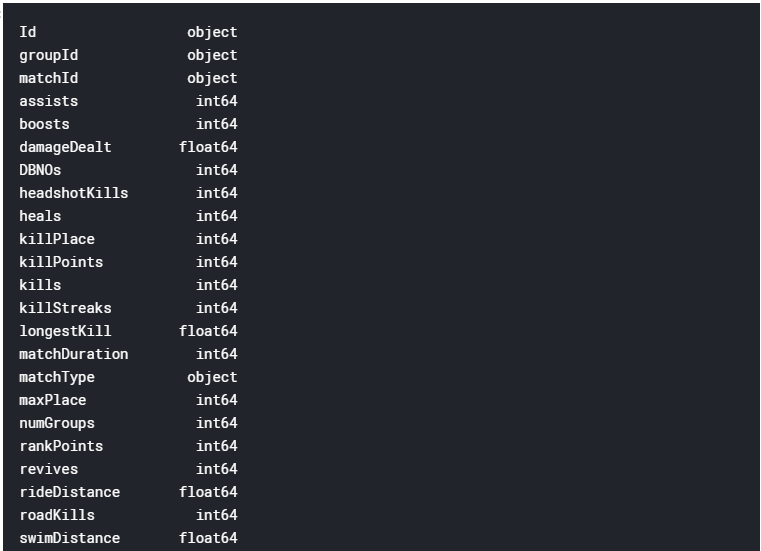 Id object
groupId object
matchId object
assists int64
boosts int64
damageDealt float64
DBNOs int64
headshotKills int64
heals int64
killPlace int64
killPoints int64
kills int64
killStreaks int64
longestKill float64
matchDuration int64
matchType object
maxPlace int64
numGroups int64
rankPoints int64
revives int64
rideDistance float64
roadKills int64
swimDistance float64